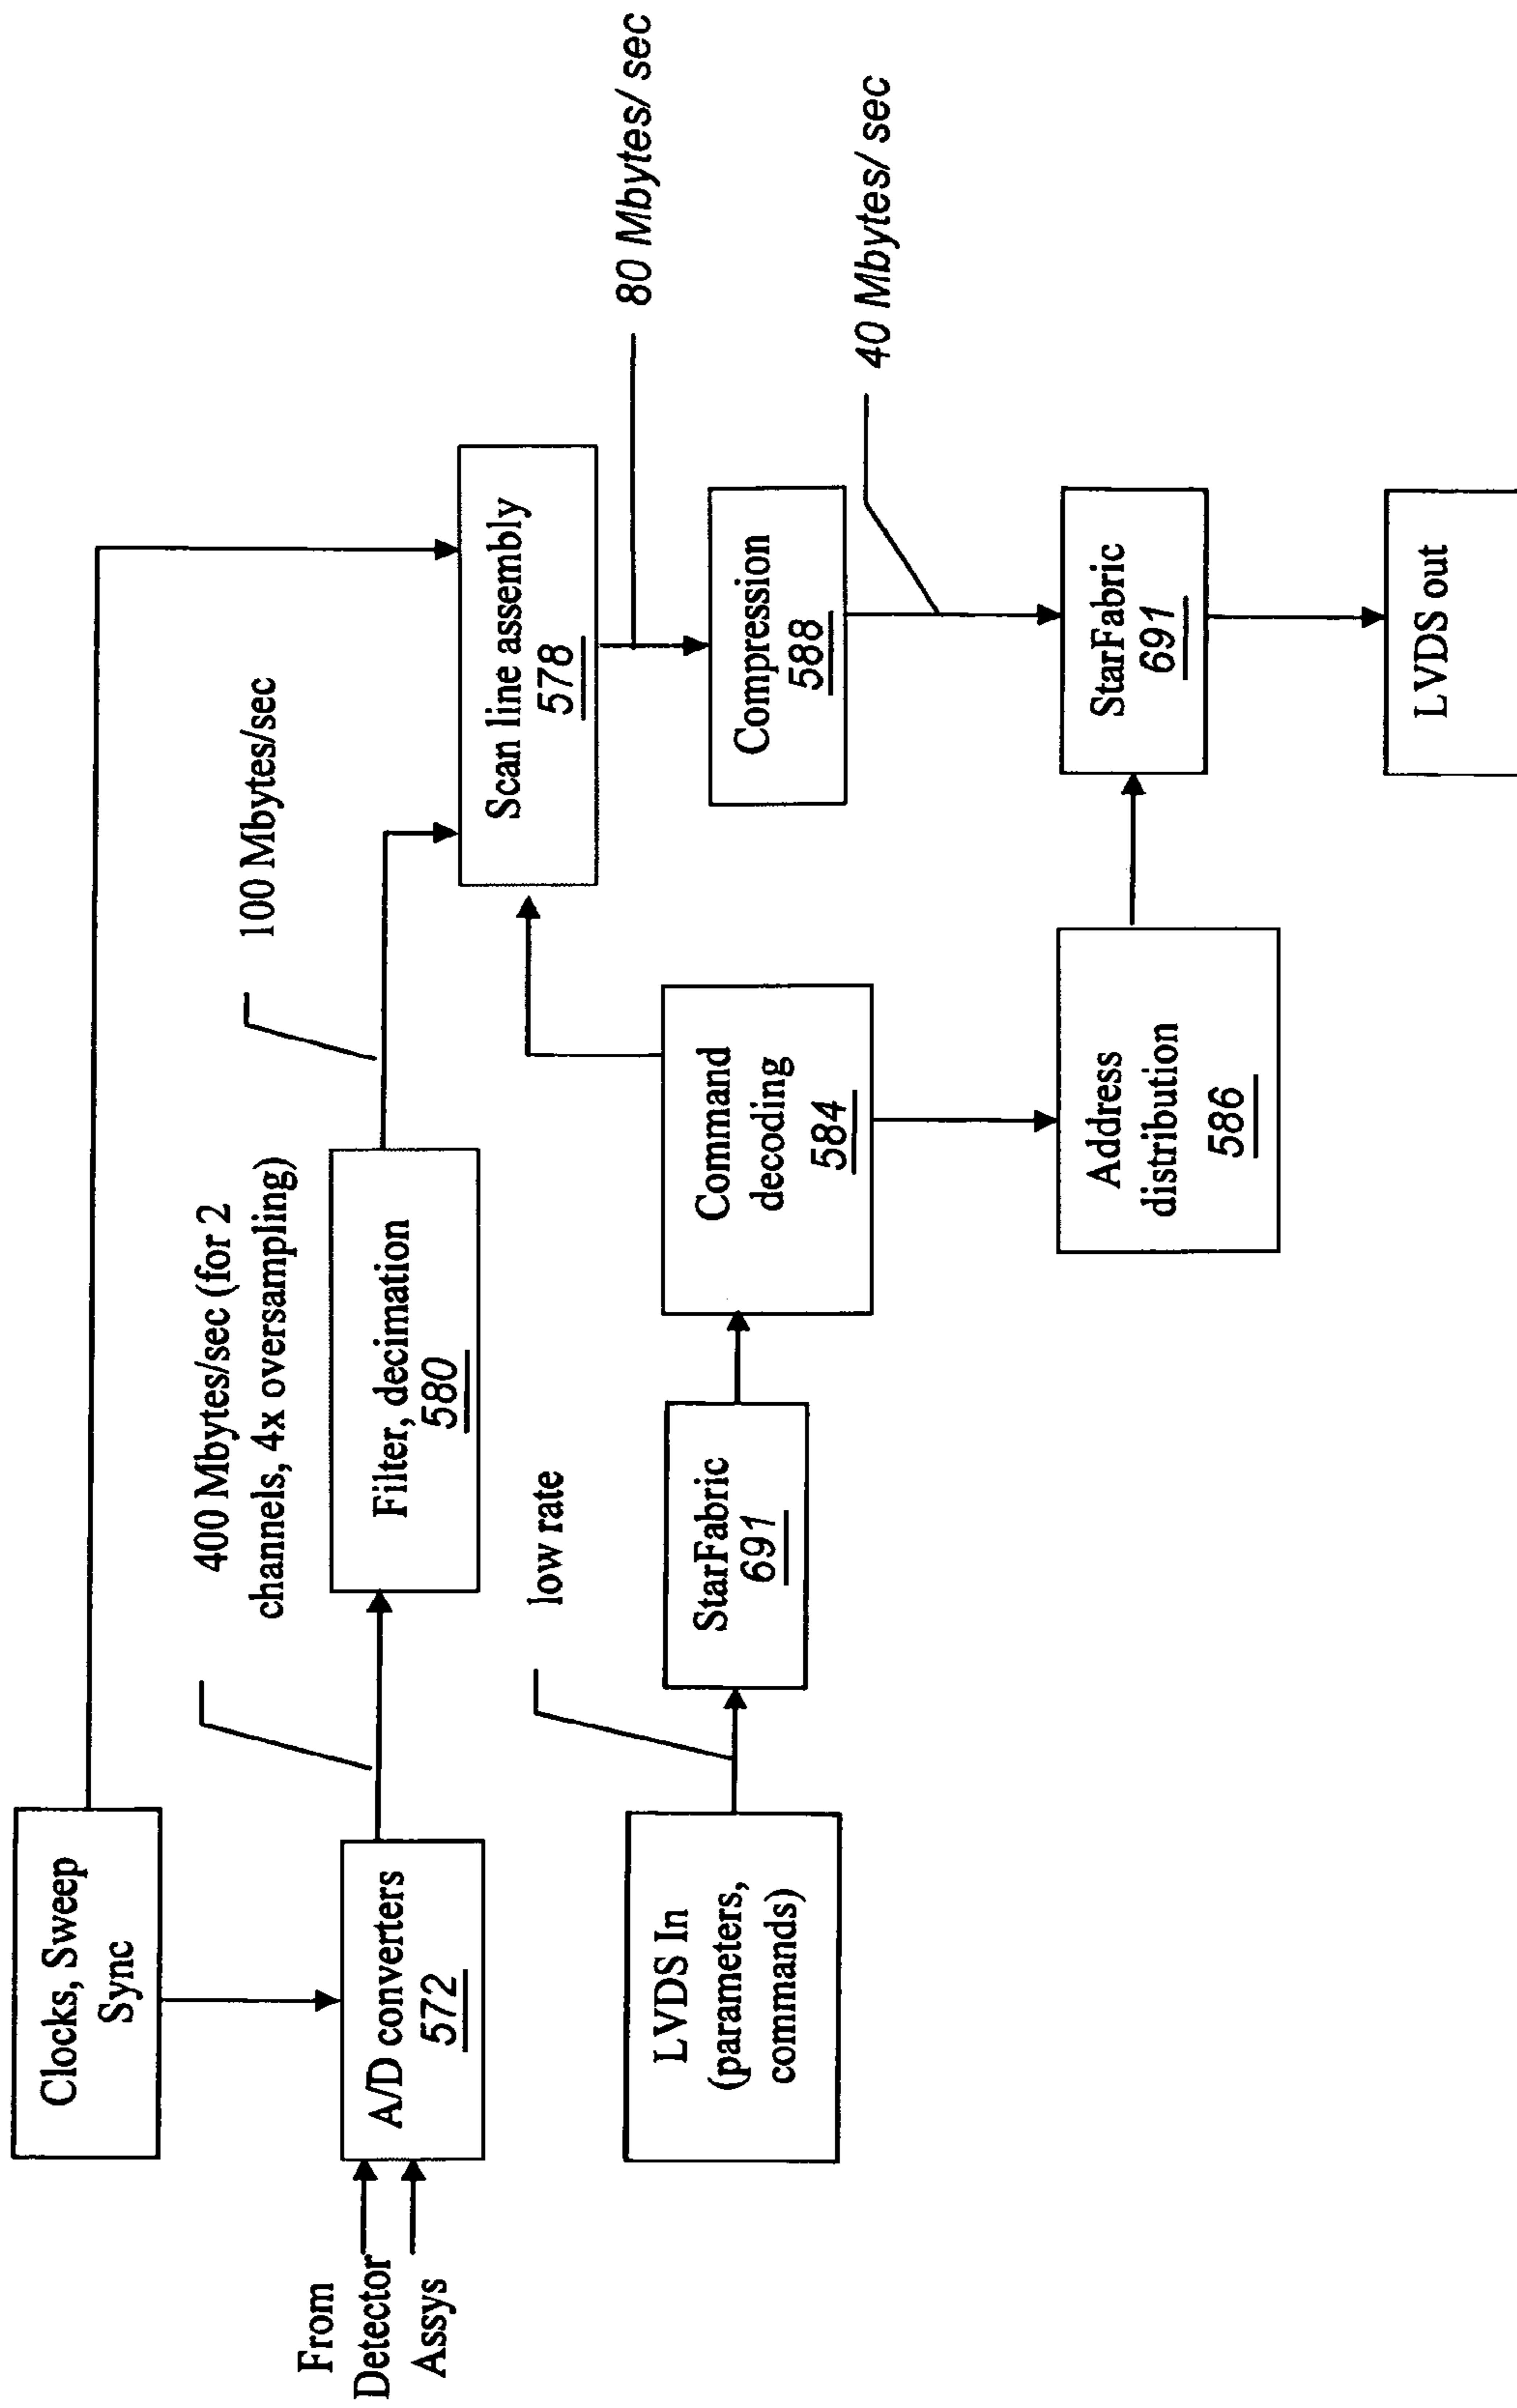 Clocks, Sweep
Sync
From
Detector
Assys
A/D converters
572
400 Mbytes/sec (for 2
channels, 4x oversampling)
Filter, decimation
580
100 Mbytes/sec
Scan line assembly
578
80 Mbytes/ sec
LVDS In
(parameters,
commands)
low rate
StarFabric
691
Command
decoding
584
Compression
588
40 Mbytes/ sec
Address
distribution
586
StarFabric
691
LVDS out